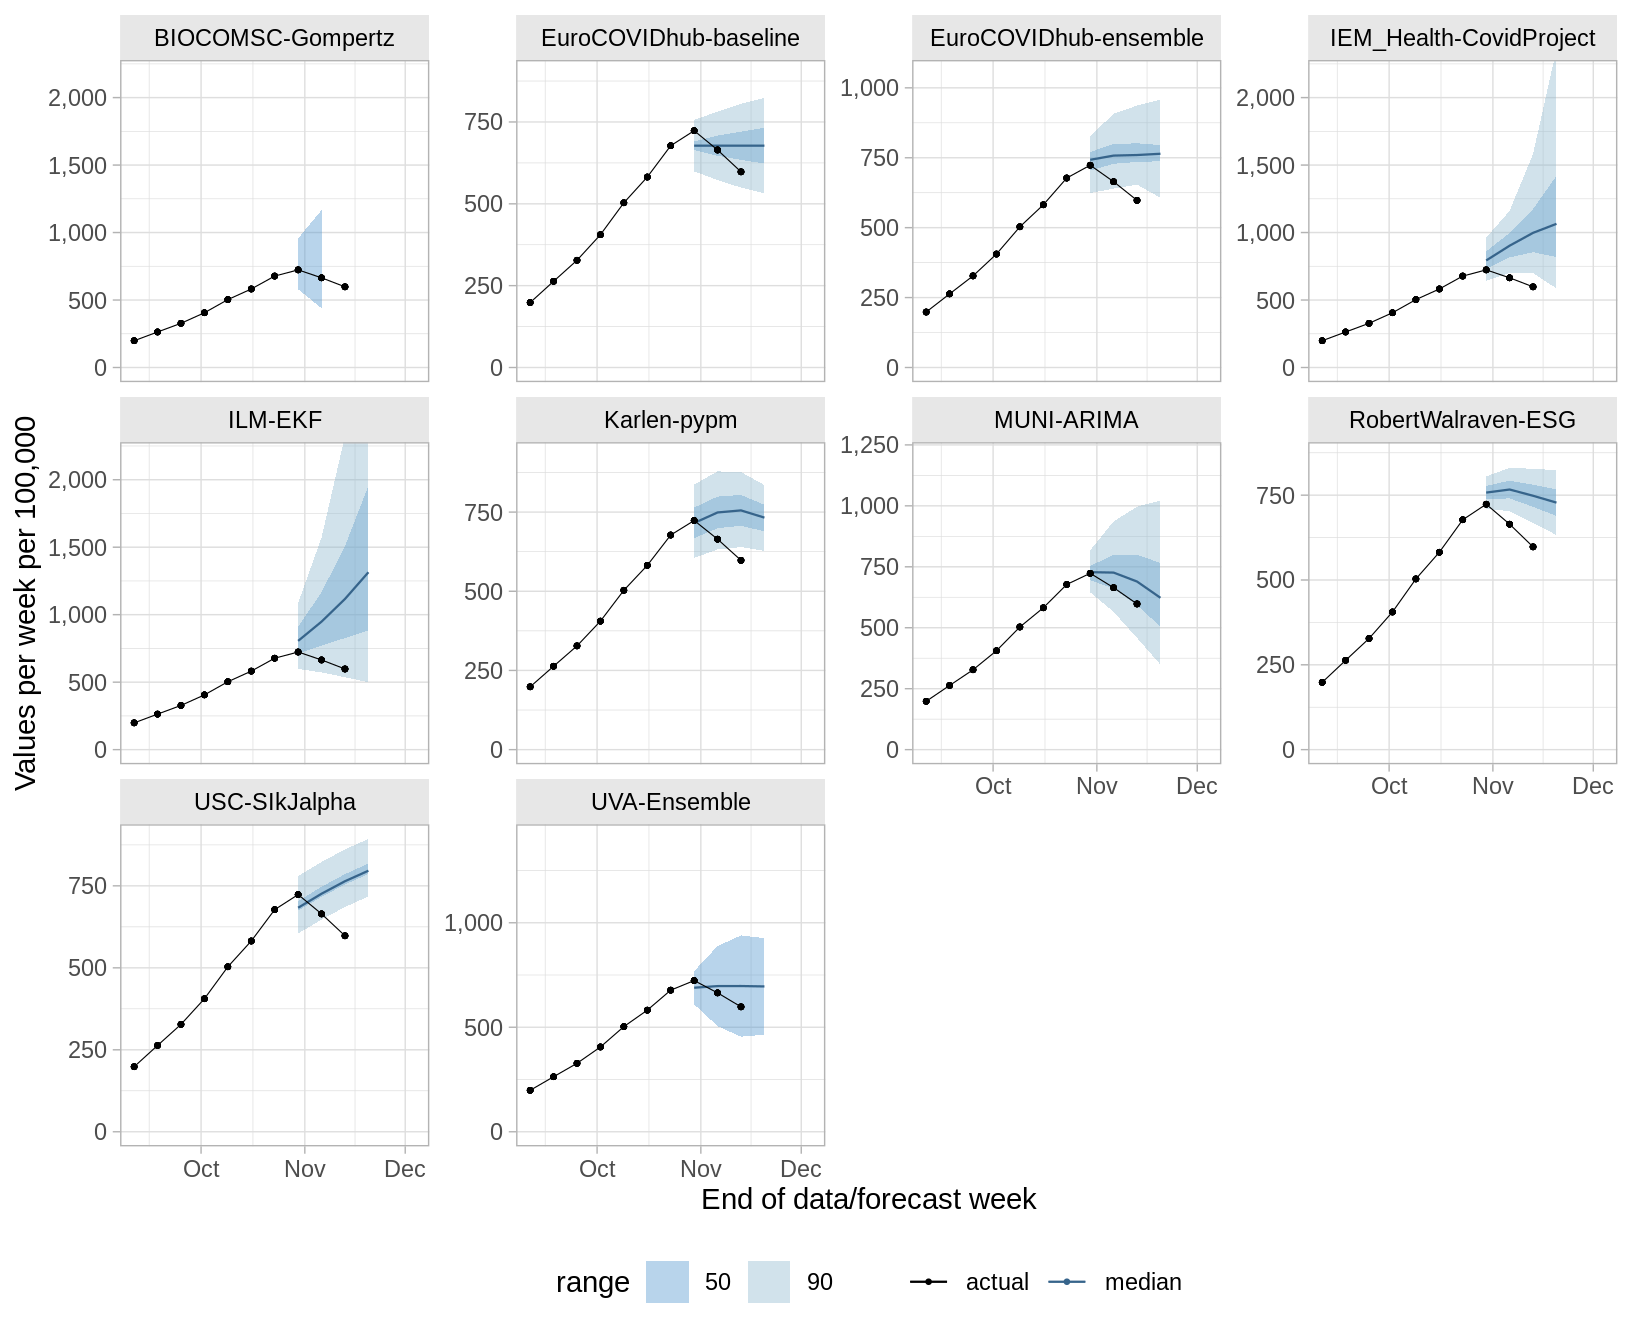 BIOCOMSC-Gompertz
EuroCOVIDhub-baseline
EuroCOVIDhub-ensemble
IEM_Health-CovidProject
2,000
1,500
1,000
500
0
750
500
250
0
1,000
750
500
250
0
2,000
1,500
1,000
500
0
ILM-EKF
Karlen-pypm
MUNI-ARIMA
RobertWalraven-ESG
2,000
1,500
1,000
500
0
750
500
250
0
1,250
1,000
750
500
250
0
750
500
250
0
Oct Nov Dec
Oct Nov Dec
USC-SIkJalpha
UVA-Ensemble
750
500
250
0
1,000
500
0
Oct Nov Dec
Oct Nov Dec
Values per week per 100,000
End of data/forecast week
range 50 90 actual median